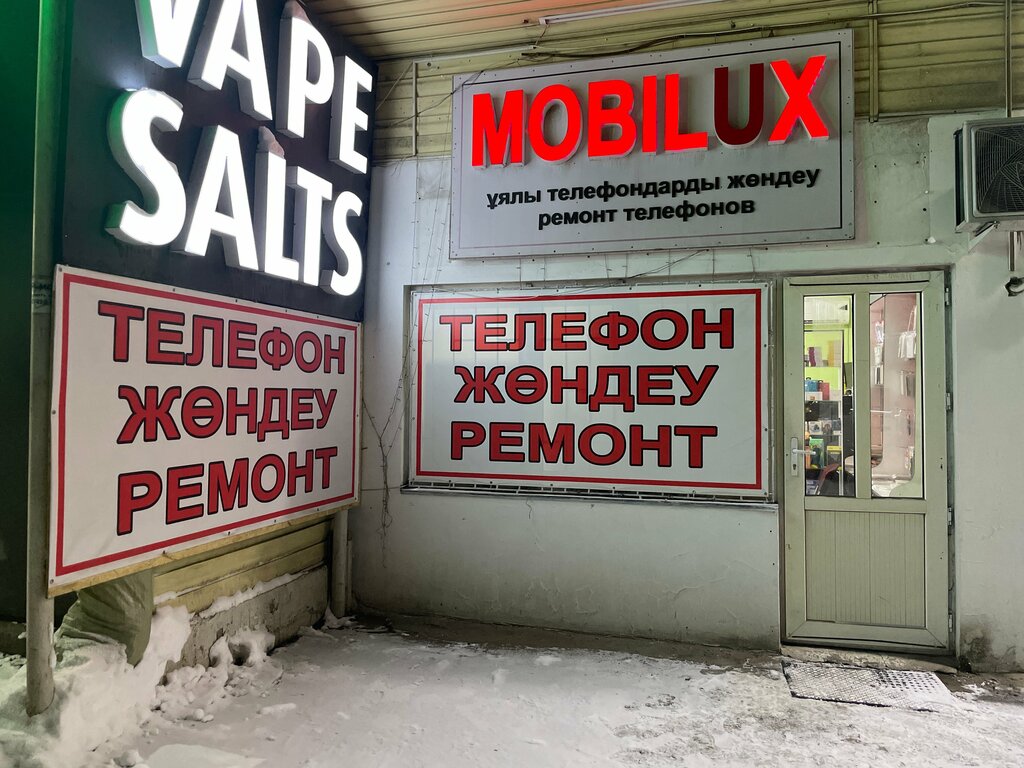 VAPE
SALTS
MOBILUX
ұялы телефондарды жөндеу
ремонт телефонов
ТЕЛЕФОН
ЖӨНДЕУ
РЕМОНТ
ТЕЛЕФОН
ЖӨНДЕУ
РЕМОНТ